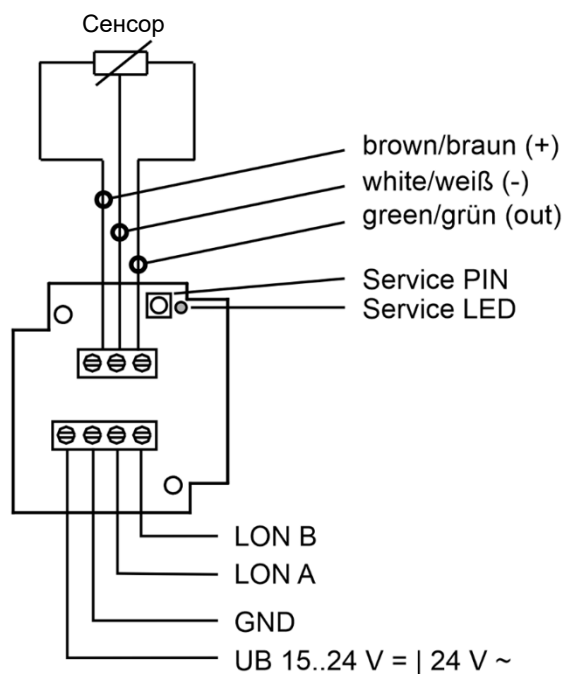 Сенсор
brown/braun (+)
white/weiß (-)
green/grün (out)
Service PIN
Service LED
LON B
LON A
GND
UB 15..24 V = | 24 V ~